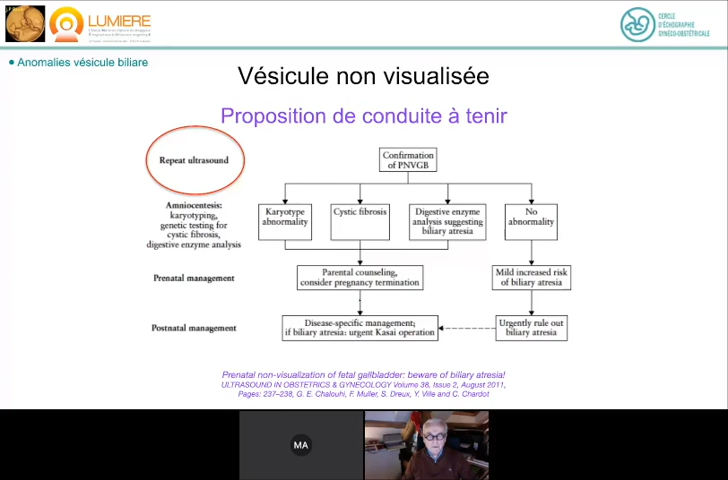 LUMIERE
CERCLE
D'ÉCHOGRAPHIE
GYNÉCO-OBSTÉTRICALE
● Anomalies vésicule biliare
Vésicule non visualisée
Proposition de conduite à tenir
Repeat ultrasound
Confirmation
of PNVGB
Amniocentesis:
karyotyping,
genetic testing for
cystic fibrosis,
digestive enzyme analysis
Karyotype
abnormality
Cystic fibrosis
Digestive enzyme
analysis suggesting
biliary atresia
No
abnormality
Prenatal management
Parental counseling,
consider pregnancy termination
Mild increased risk
of biliary atresia
Postnatal management
Disease-specific management;
if biliary atresia: urgent Kasai operation
Urgently rule out
biliary atresia
Prenatal non-visualization of fetal gallbladder: beware of biliary atresia!
ULTRASOUND IN OBSTETRICS & GYNECOLOGY Volume 38, Issue 2, August 2011,
Pages: 237–238, G. E. Chalouhi, F. Muller, S. Dreux, Y. Ville and C. Chardot
MA